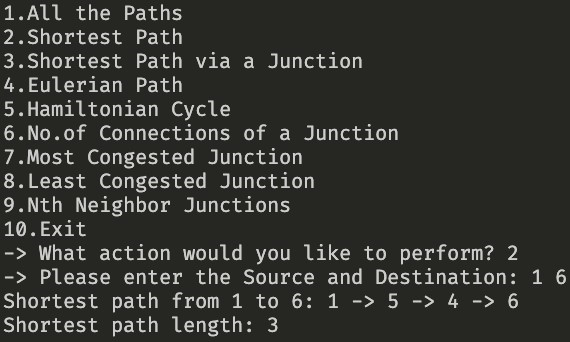 1.All the Paths
2.Shortest Path
3.Shortest Path via a Junction
4.Eulerian Path
5.Hamiltonian Cycle
6.No.of Connections of a Junction
7.Most Congested Junction
8.Least Congested Junction
9.Nth Neighbor Junctions
10.Exit
-> What action would you like to perform? 2
-> Please enter the Source and Destination: 1 6
Shortest path from 1 to 6: 1 -> 5 -> 4 -> 6
Shortest path length: 3